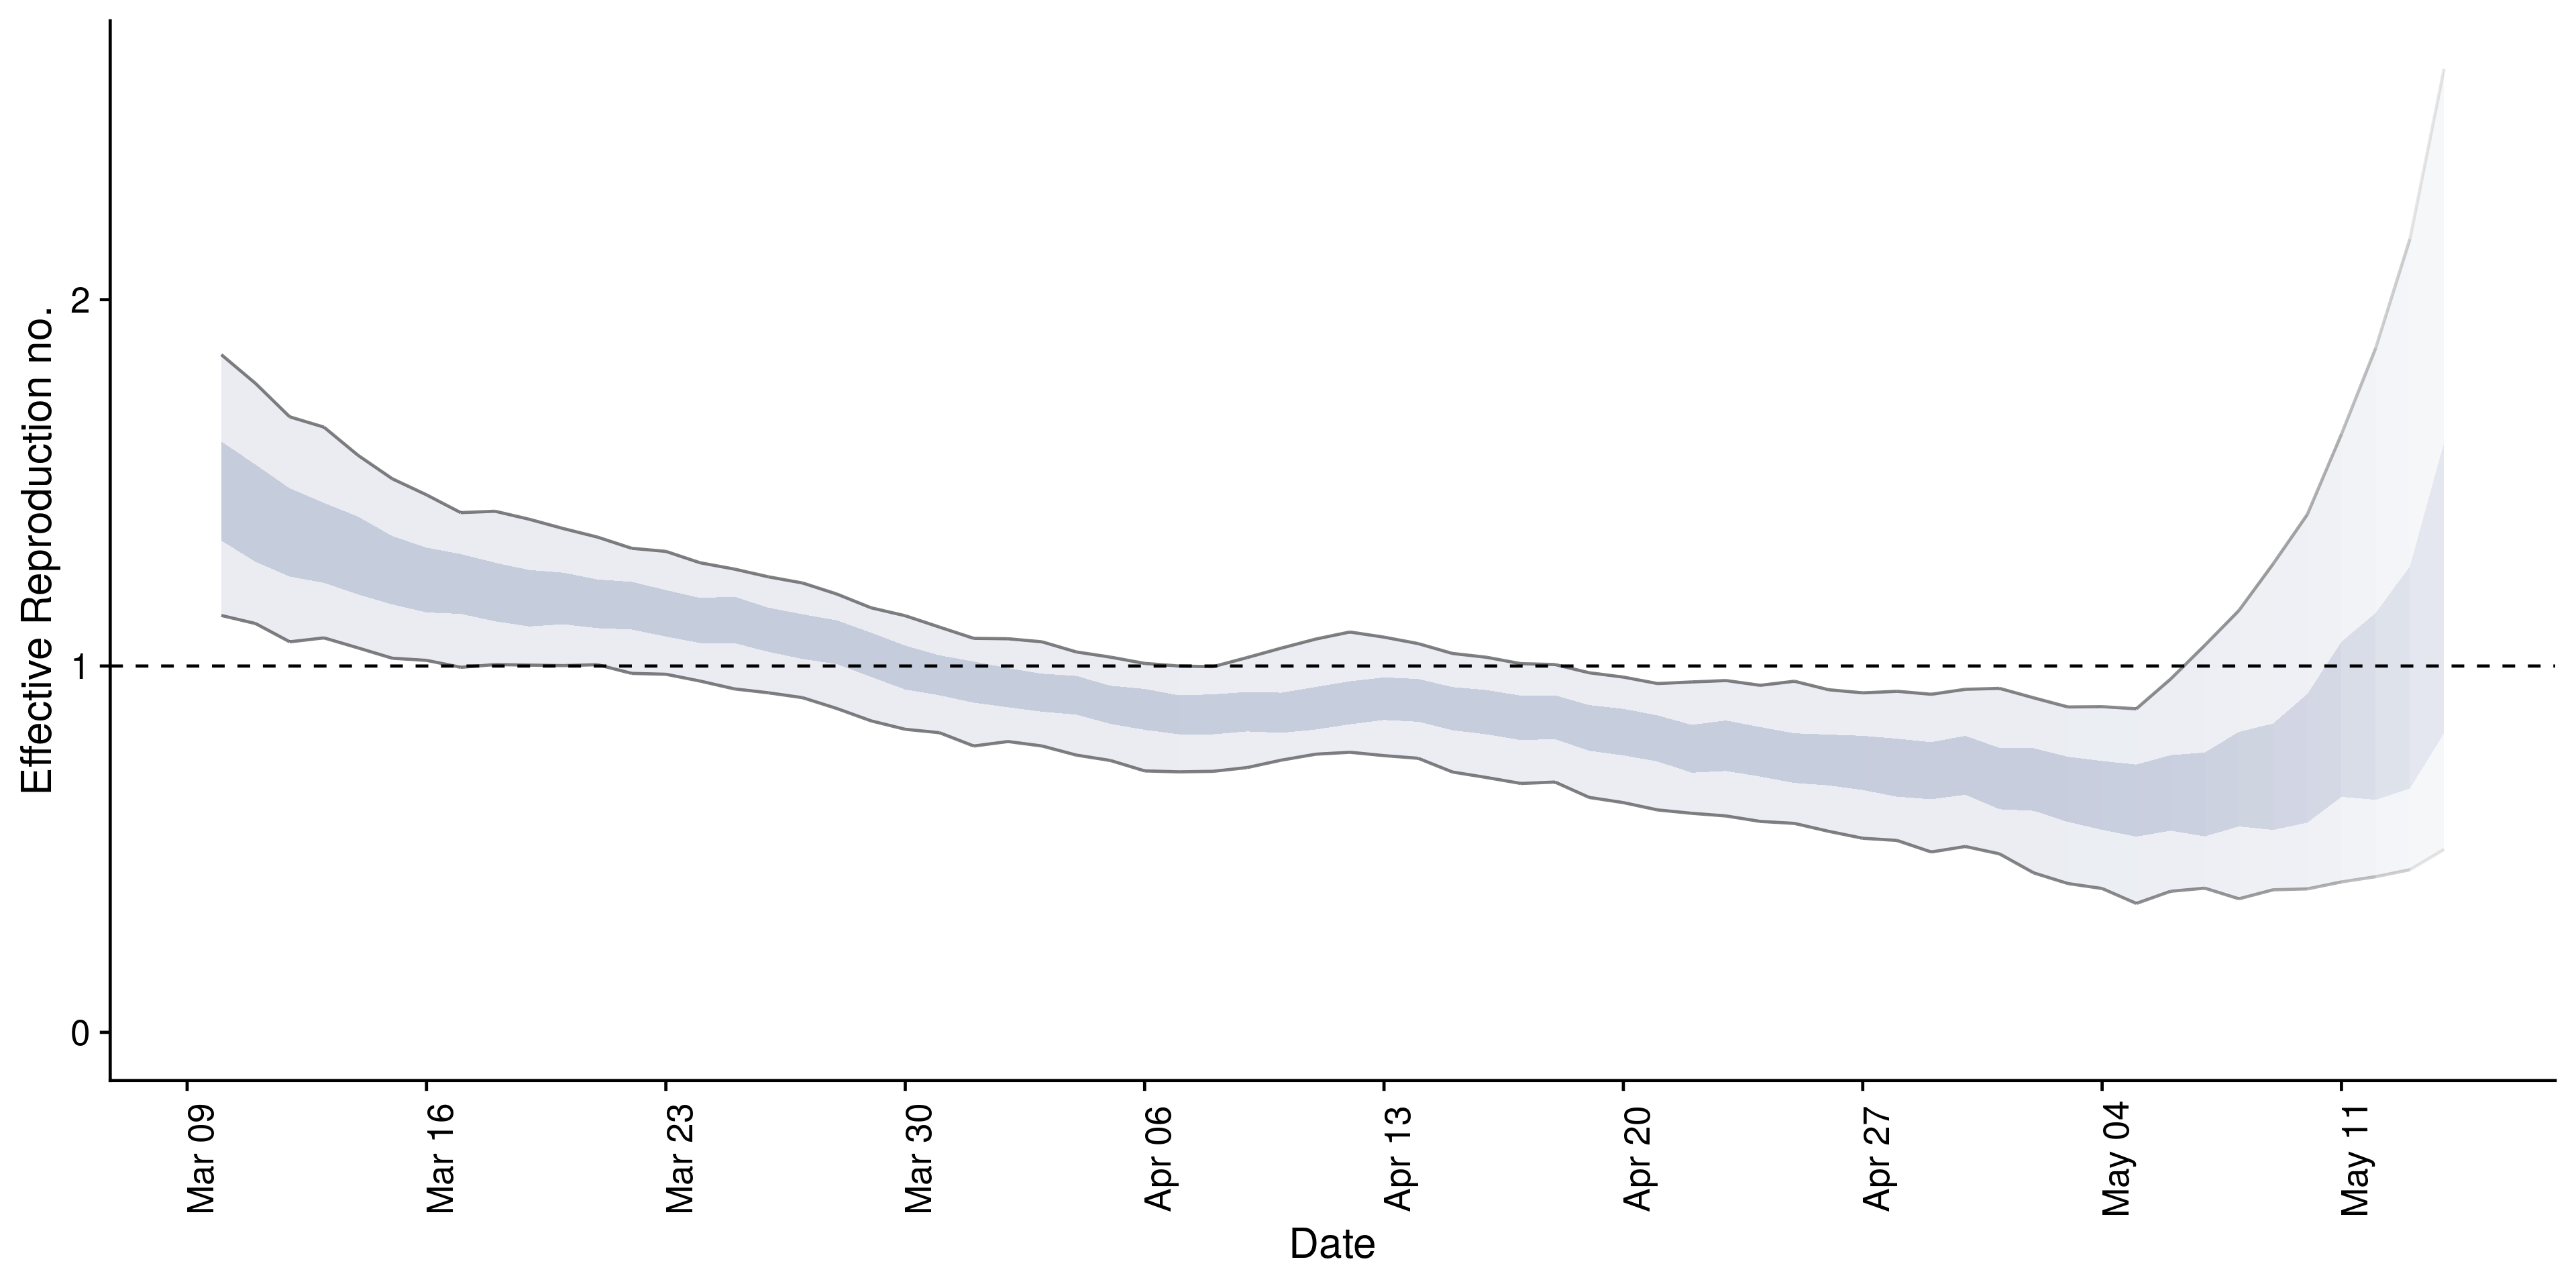 Effective Reproduction no.
2
1
0
Mar 09
Mar 16
Mar 23
Mar 30
Apr 06
Apr 13
Apr 20
Apr 27
May 04
May 11
Date